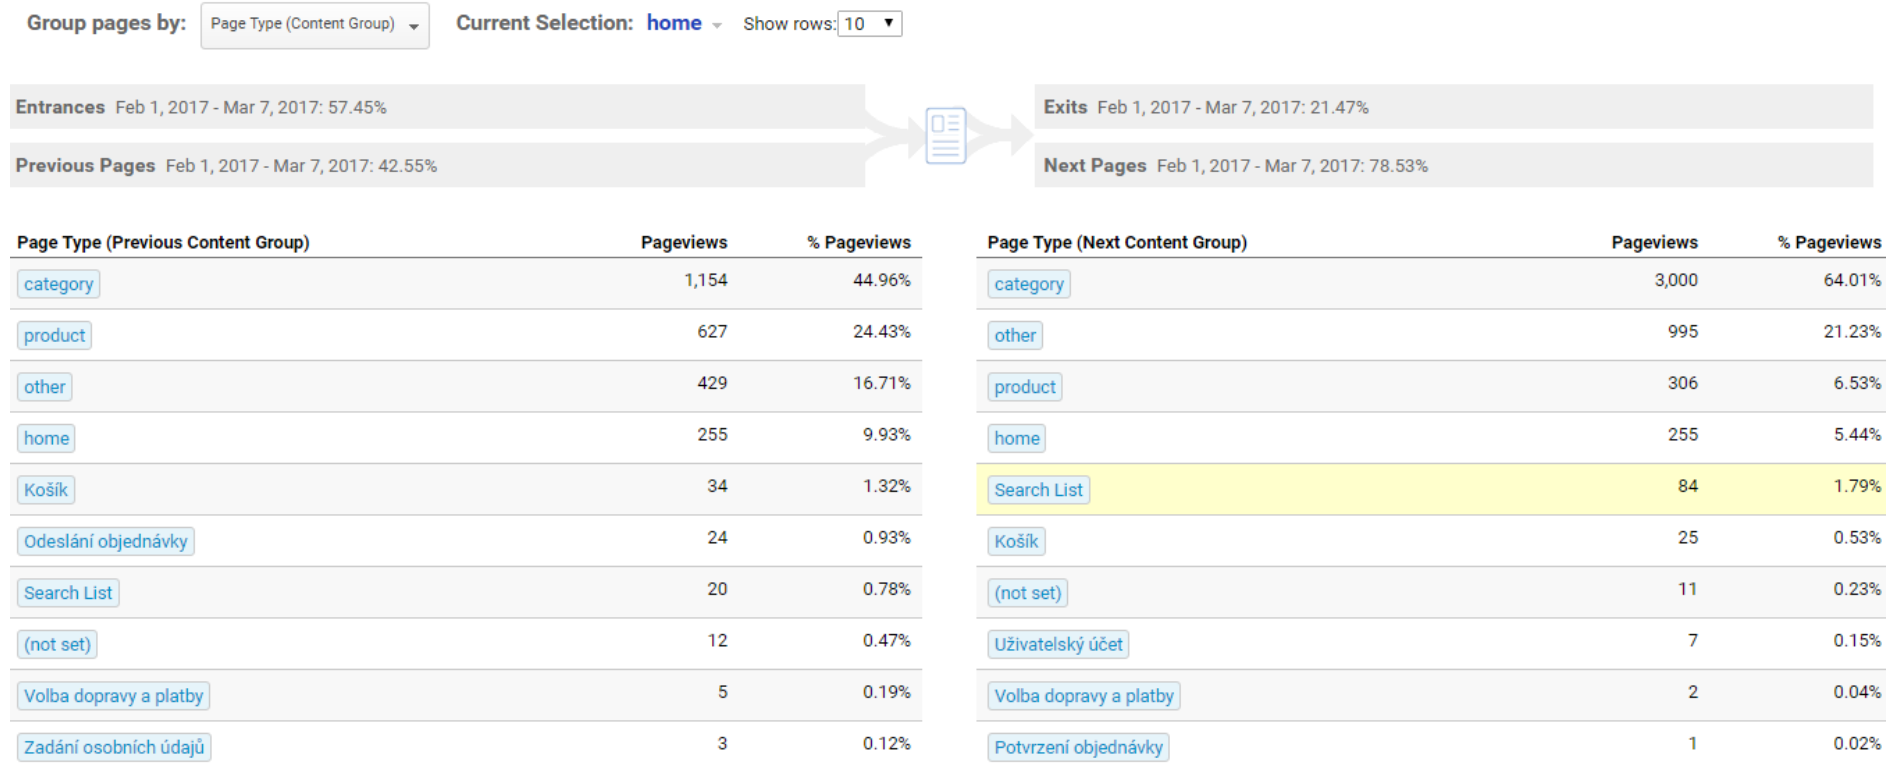 Group pages by: Page Type (Content Group) Current Selection: home Show rows: 10
Entrances Feb 1, 2017 - Mar 7, 2017: 57.45%
Exits Feb 1, 2017 - Mar 7, 2017: 21.47%
Previous Pages Feb 1, 2017 - Mar 7, 2017: 42.55%
Next Pages Feb 1, 2017 - Mar 7, 2017: 78.53%
Page Type (Previous Content Group) Pageviews % Pageviews
category 1,154 44.96%
product 627 24.43%
other 429 16.71%
home 255 9.93%
Košík 34 1.32%
Odeslání objednávky 24 0.93%
Search List 20 0.78%
(not set) 12 0.47%
Volba dopravy a platby 5 0.19%
Zadání osobních údajů 3 0.12%
Page Type (Next Content Group) Pageviews % Pageviews
category 3,000 64.01%
other 995 21.23%
product 306 6.53%
home 255 5.44%
Search List 84 1.79%
Košík 25 0.53%
(not set) 11 0.23%
Uživatelský účet 7 0.15%
Volba dopravy a platby 2 0.04%
Potvrzení objednávky 1 0.02%